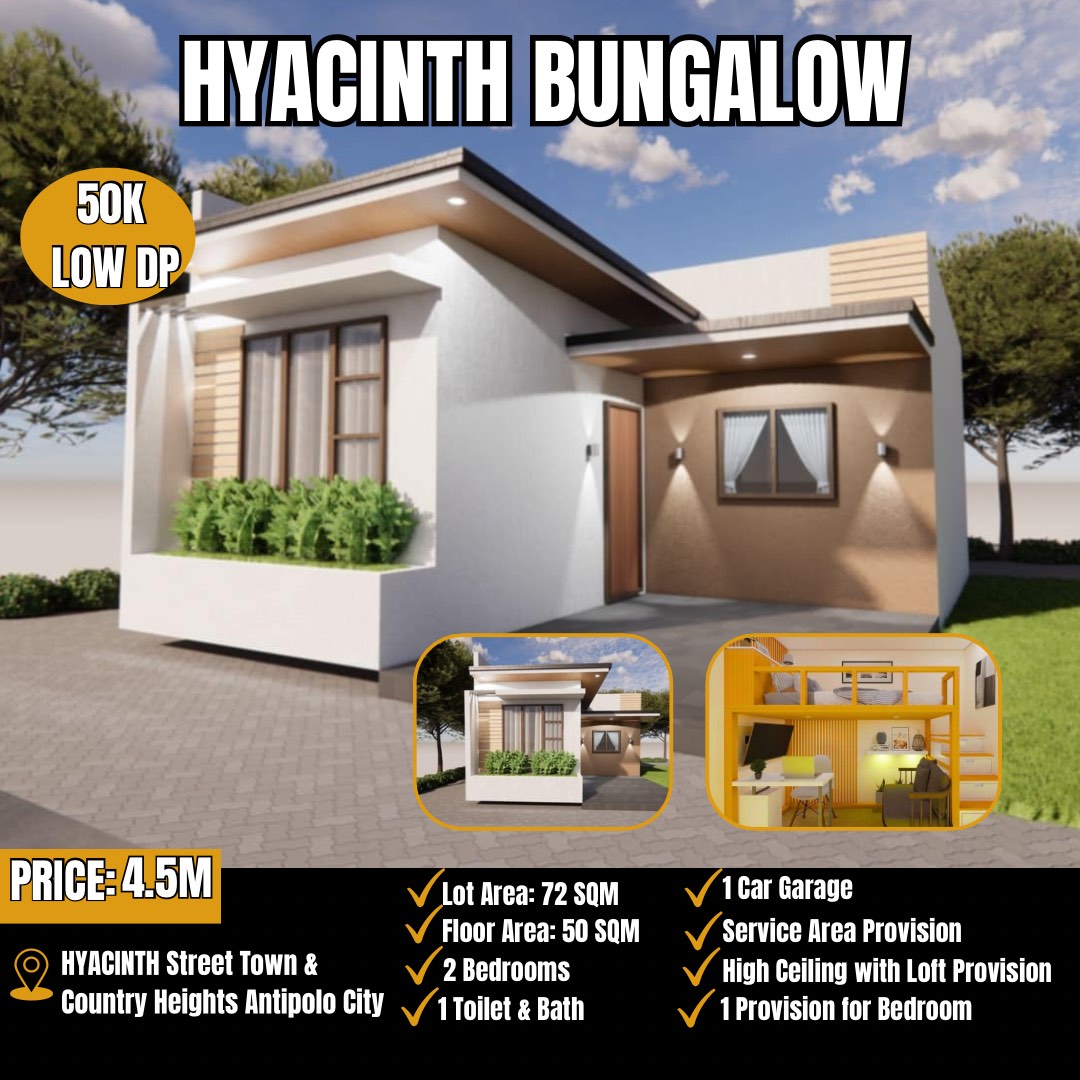 HYACINTH BUNGALOW
50K
LOW DP
PRICE: 4.5M
HYACINTH Street Town &
Country Heights Antipolo City
Lot Area: 72 SQM
Floor Area: 50 SQM
2 Bedrooms
1 Toilet & Bath
1 Car Garage
Service Area Provision
High Ceiling with Loft Provision
1 Provision for Bedroom